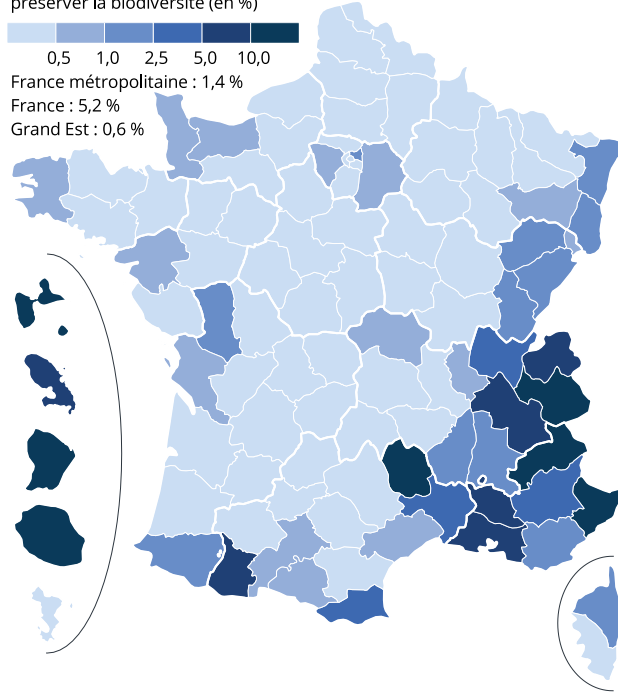 préserver la biodiversité (en %)
0,5 1,0 2,5 5,0 10,0
France métropolitaine : 1,4 %
France : 5,2 %
Grand Est : 0,6 %